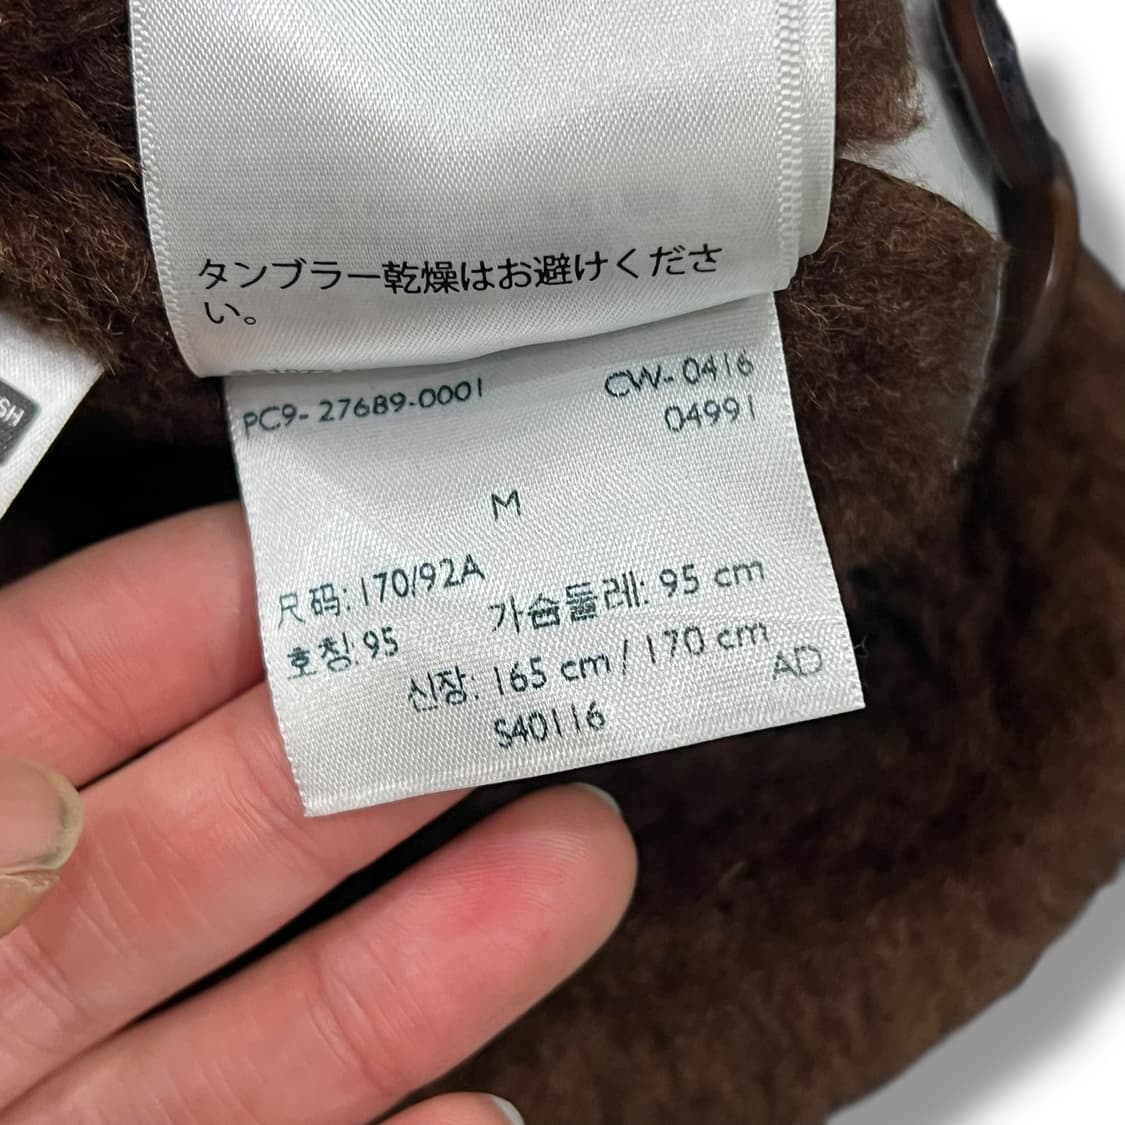 タンブラー乾燥はお避けくださ
い。
PC9-27689-0001
CW-0416
04991
M
尺码:170/92A
호칭:95
가슴둘레: 95 cm
신장: 165 cm / 170 cm
AD
S40116